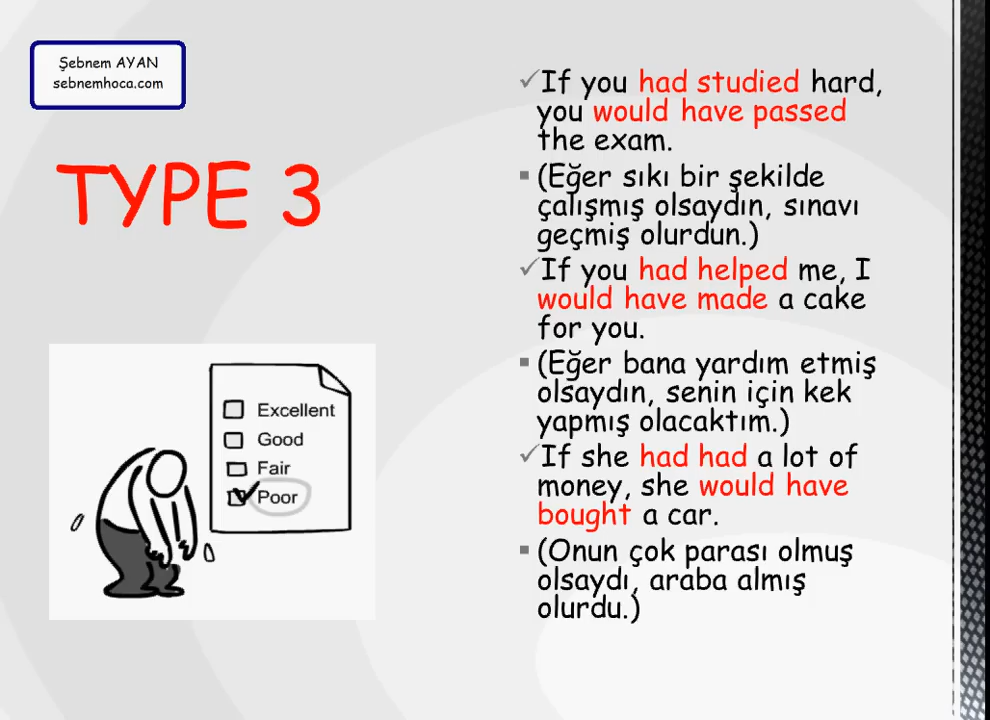 Şebnem AYAN
sebnemhoca.com
TYPE 3
If you had studied hard,
you would have passed
the exam.
(Eğer sıkı bir şekilde
çalışmış olsaydın, sınavı
geçmiş olurdun.)
If you had helped me, I
would have made a cake
for you.
(Eğer bana yardım etmiş
olsaydın, senin için kek
yapmış olacaktım.)
If she had had a lot of
money, she would have
bought a car.
(Onun çok parası olmuş
olsaydı, araba almış
olurdu.)
Excellent
Good
Fair
Poor